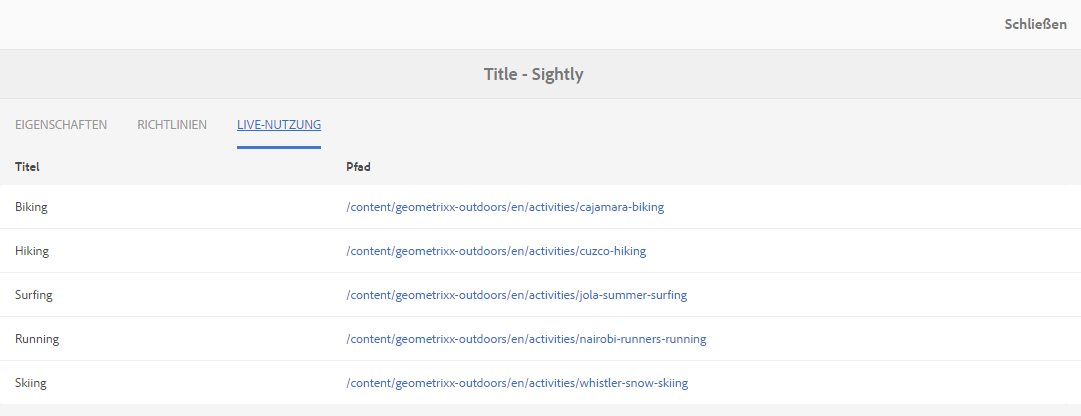 Schließen
Title - Sightly
EIGENSCHAFTEN RICHTLINIEN LIVE-NUTZUNG
Titel Pfad
Biking /content/geometrixx-outdoors/en/activities/cajamara-biking
Hiking /content/geometrixx-outdoors/en/activities/cuzco-hiking
Surfing /content/geometrixx-outdoors/en/activities/jola-summer-surfing
Running /content/geometrixx-outdoors/en/activities/nairobi-runners-running
Skiing /content/geometrixx-outdoors/en/activities/whistler-snow-skiing